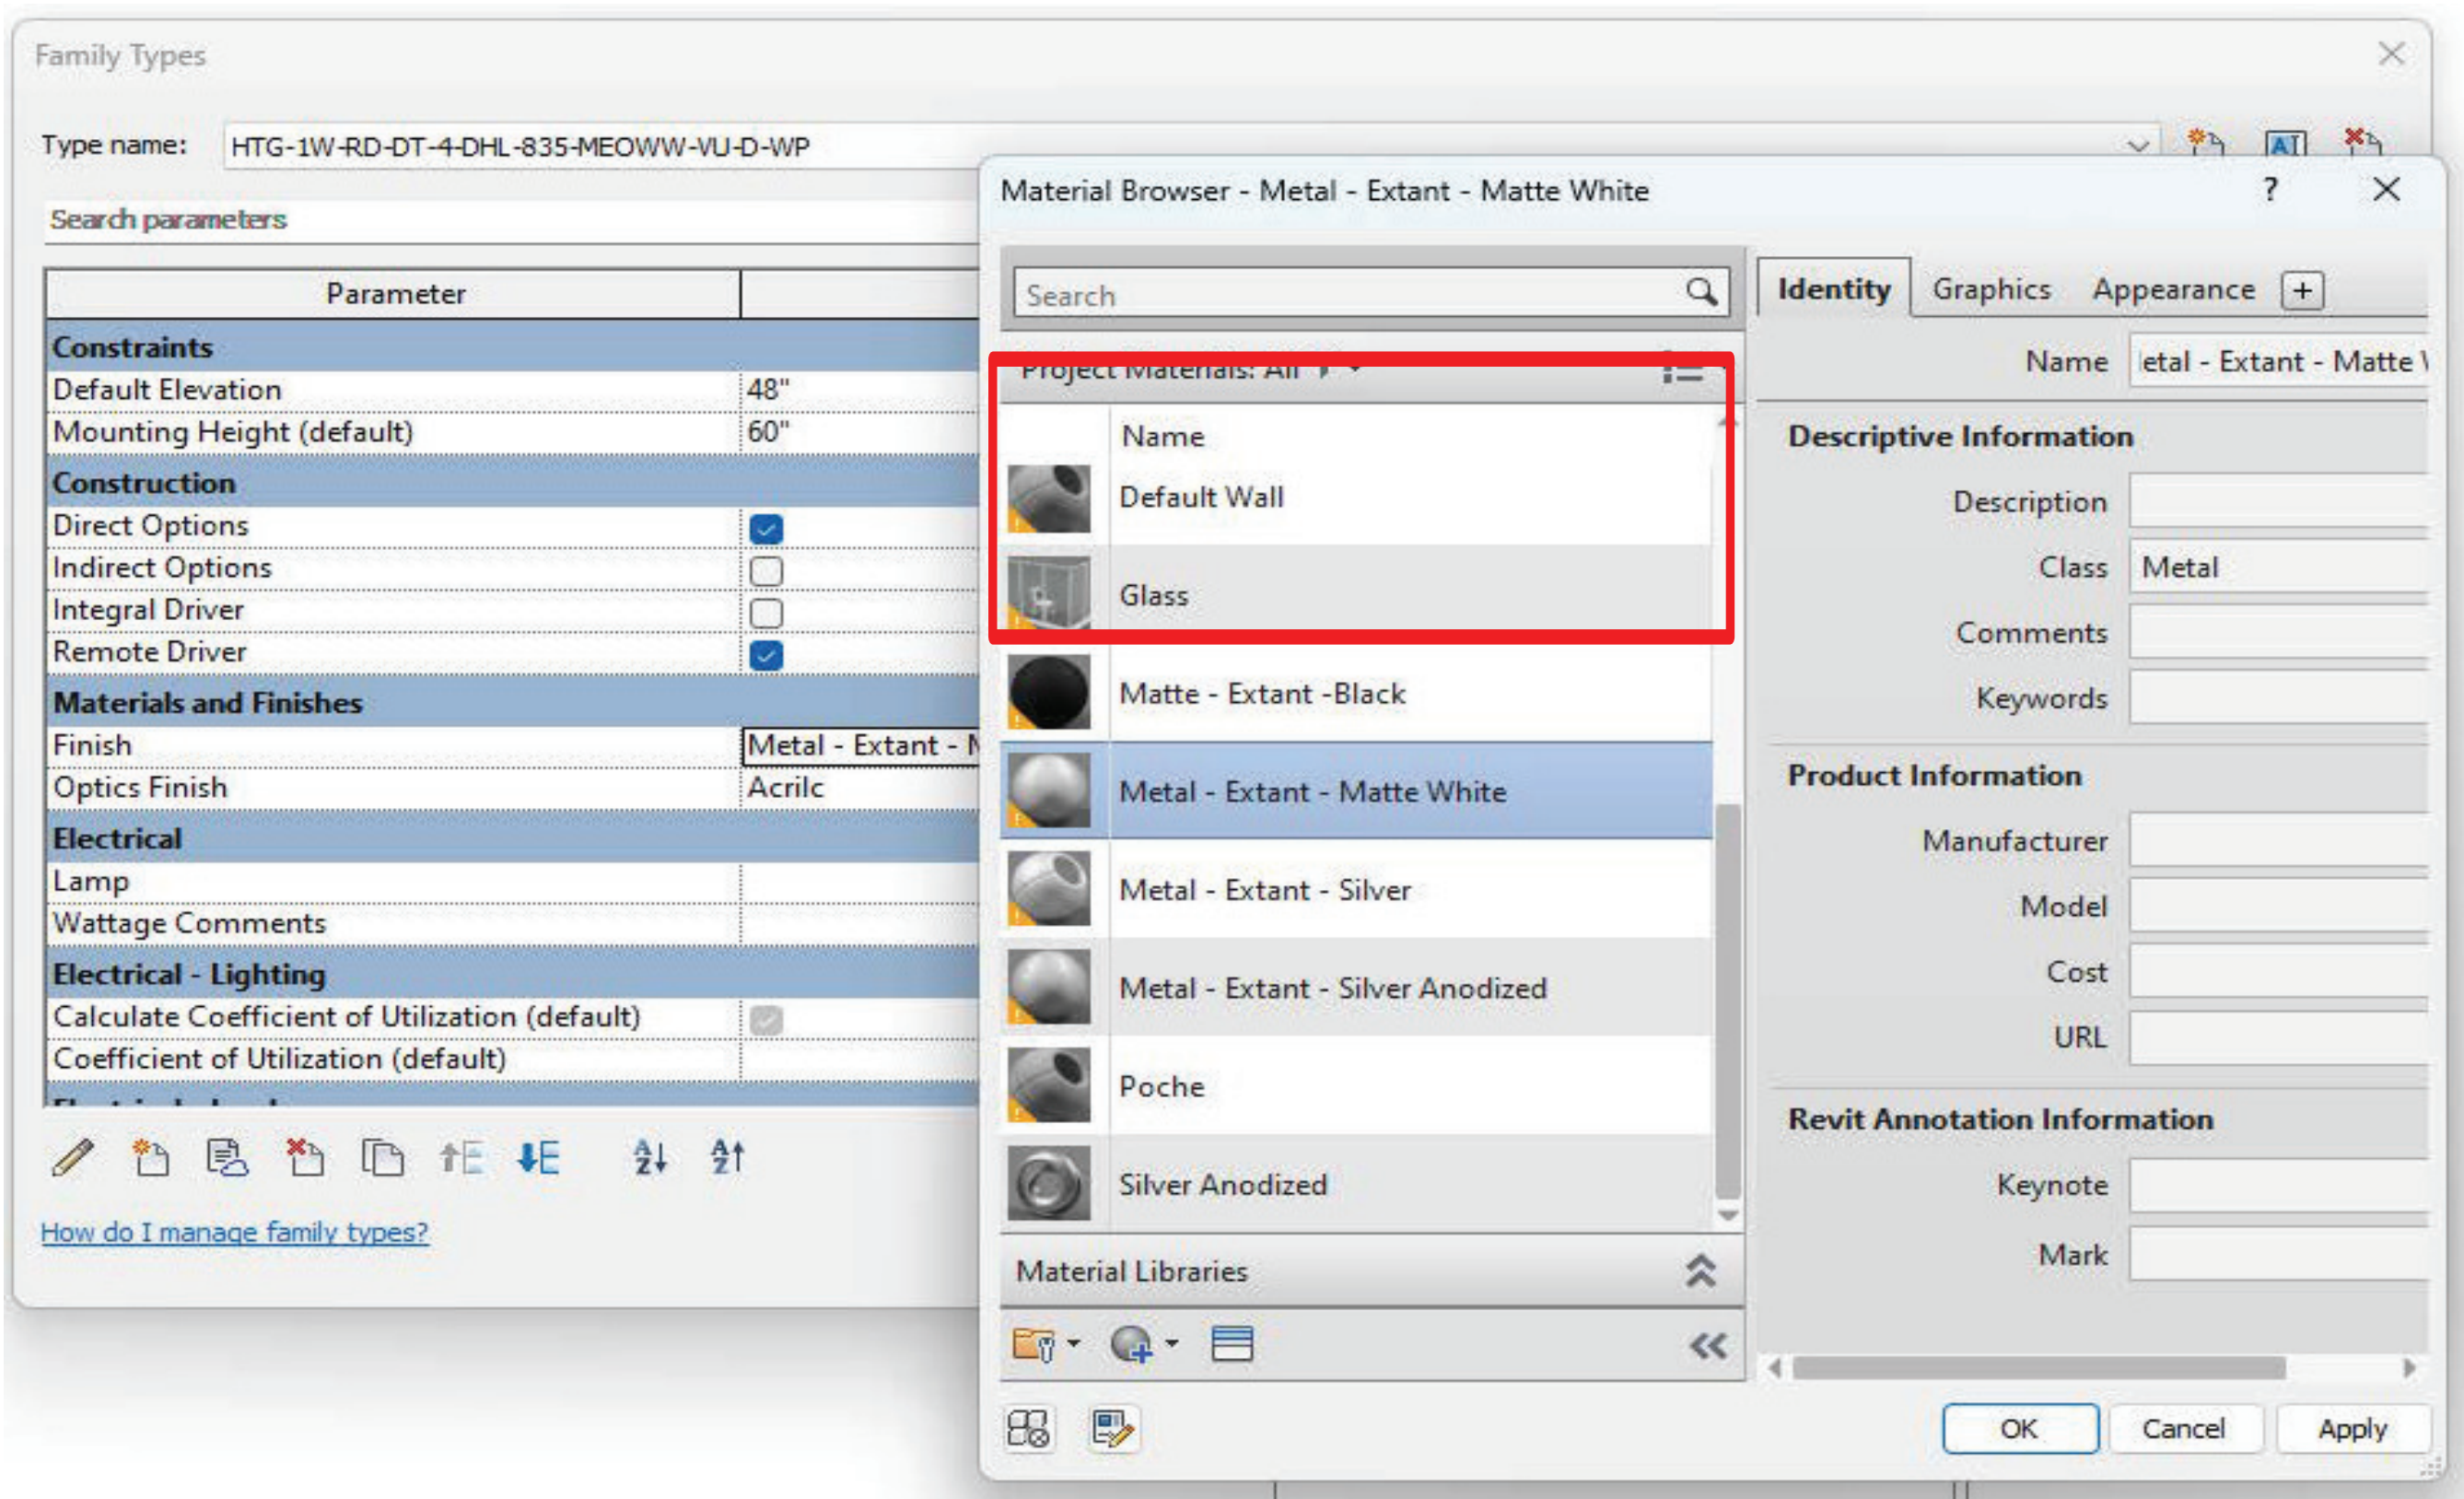 Family Types
Type name:
HTG-1W-RD-DT-4-DHL-835-MEOWW-VU-D-WP
Search parameters
Parameter
Constraints
Default Elevation
48"
Mounting Height (default)
60"
Construction
Direct Options
Indirect Options
Integral Driver
Remote Driver
Materials and Finishes
Finish
Metal - Extant -
Optics Finish
Acrilc
Electrical
Lamp
Wattage Comments
Electrical - Lighting
Calculate Coefficient of Utilization (default)
Coefficient of Utilization (default)
How do I manage family types?
Material Browser - Metal - Extant - Matte White
?
Search
Project Materials: All
Name
Default Wall
Glass
Matte - Extant -Black
Metal - Extant - Matte White
Metal - Extant - Silver
Metal - Extant - Silver Anodized
Poche
Silver Anodized
Material Libraries
Identity
Graphics
Appearance
+
Name
etal - Extant - Matte
Descriptive Information
Description
Class
Metal
Comments
Keywords
Product Information
Manufacturer
Model
Cost
URL
Revit Annotation Information
Keynote
Mark
OK
Cancel
Apply